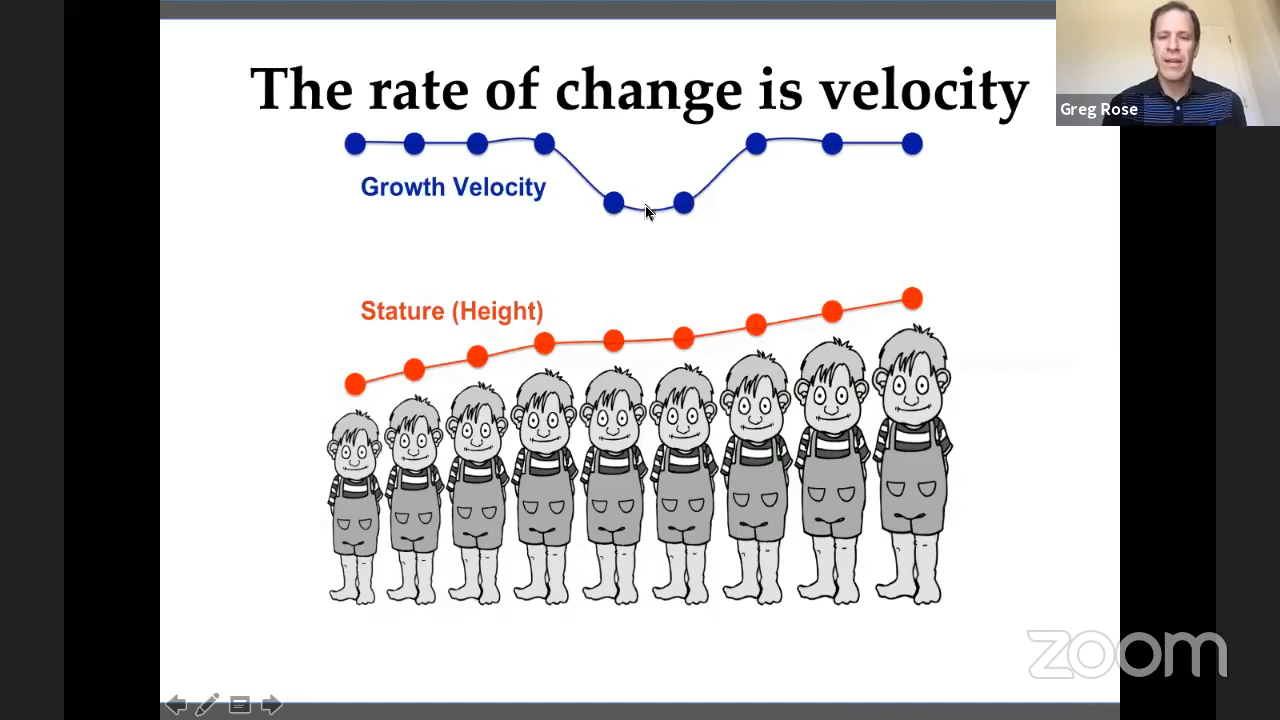 The rate of change is velocity
Greg Rose
Growth Velocity
Stature (Height)
zoom